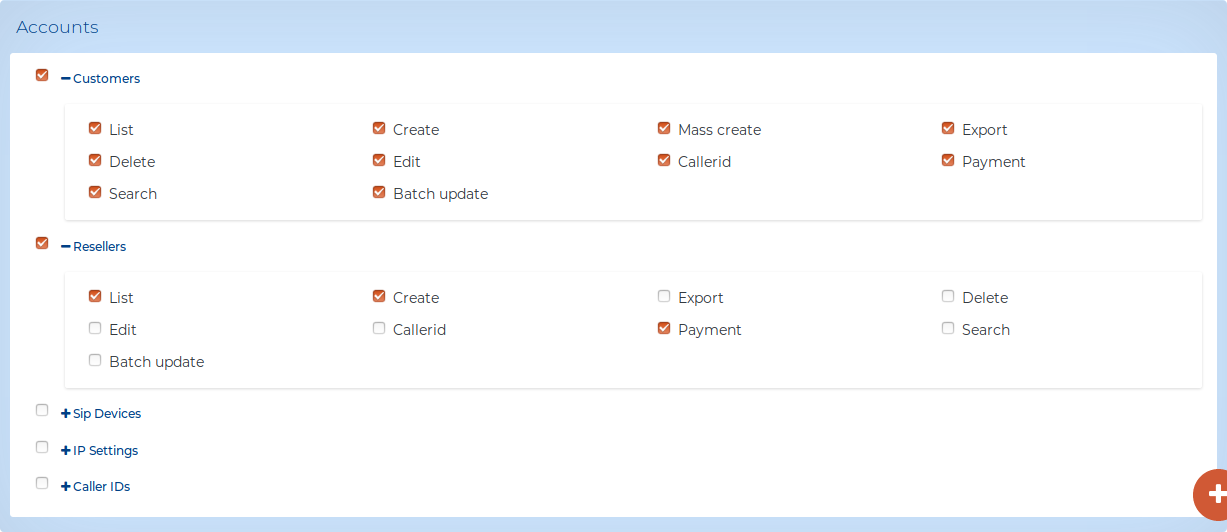 Accounts
Customers
List Create Mass create Export
Delete Edit Callerid Payment
Search Batch update
Resellers
List Create Export Delete
Edit Callerid Payment Search
Batch update
Sip Devices
IP Settings
Caller IDs